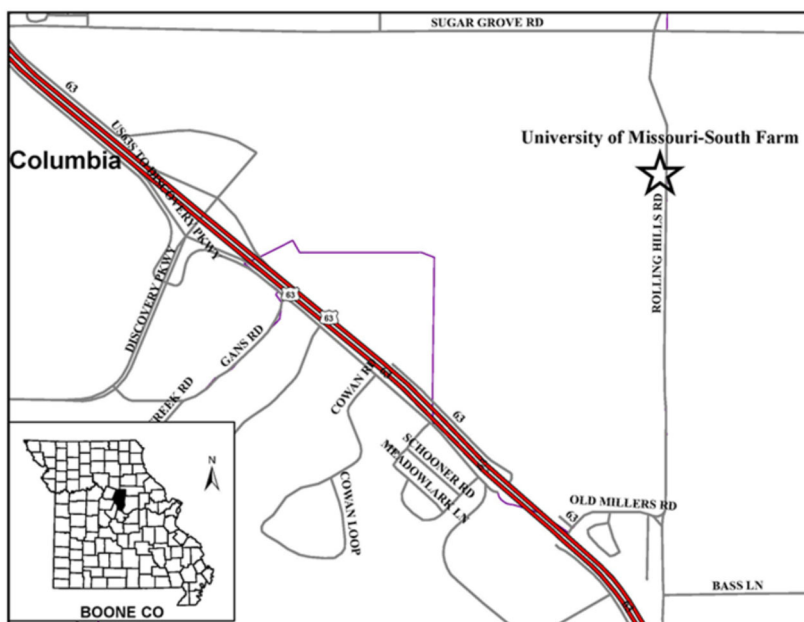 SUGAR GROVE RD
63
US63S TO DISCOVERY PKWY
University of Missouri-South Farm
Columbia
ROLLING HILLS RD
DISCOVERY PKWY
63
63
GANS RD
COWAN RD
63
63
CREEK RD
SCHOONER RD
MEADOWLARK LN
63
N
COWAN LOOP
OLD MILLERS RD
63
BASS LN
63
BOONE CO